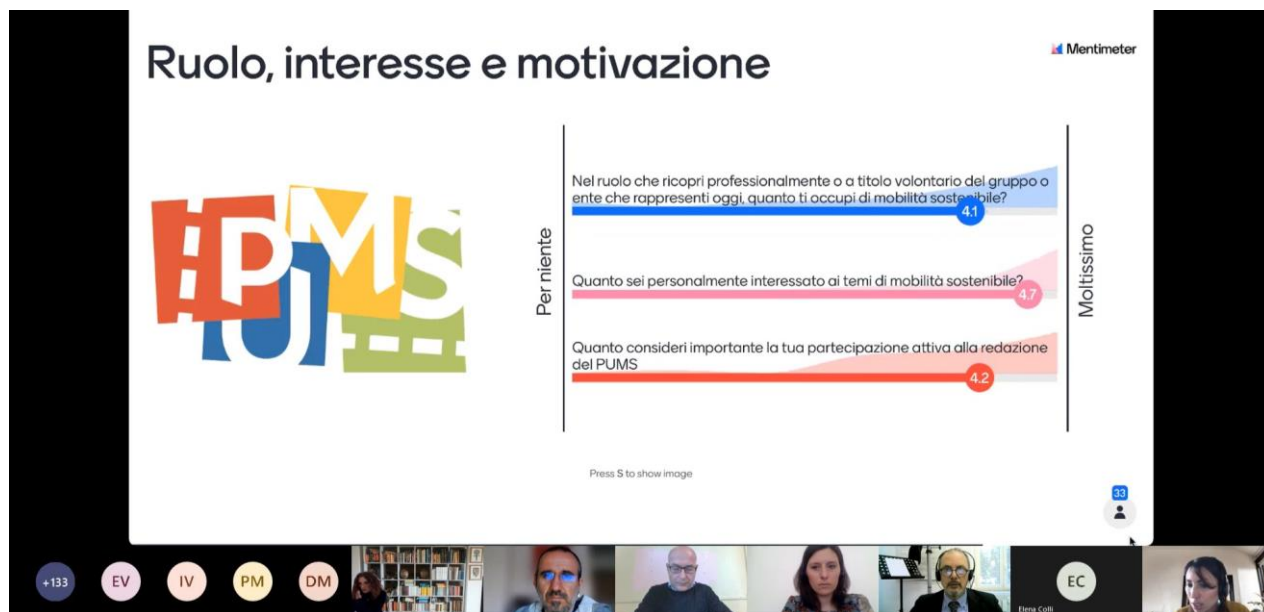 Ruolo, interesse e motivazione
Mentimeter
PUMS
Per niente
Nel ruolo che ricopri professionalmente o a titolo volontario del gruppo o
ente che rappresenti oggi, quanto ti occupi di mobilità sostenibile?
4.1
Quanto sei personalmente interessato ai temi di mobilità sostenibile?
4.7
Quanto consideri importante la tua partecipazione attiva alla redazione
del PUMS
4.2
Moltissimo
Press S to show image
33
+133
EV
IV
PM
DM
EC
Elena Colli